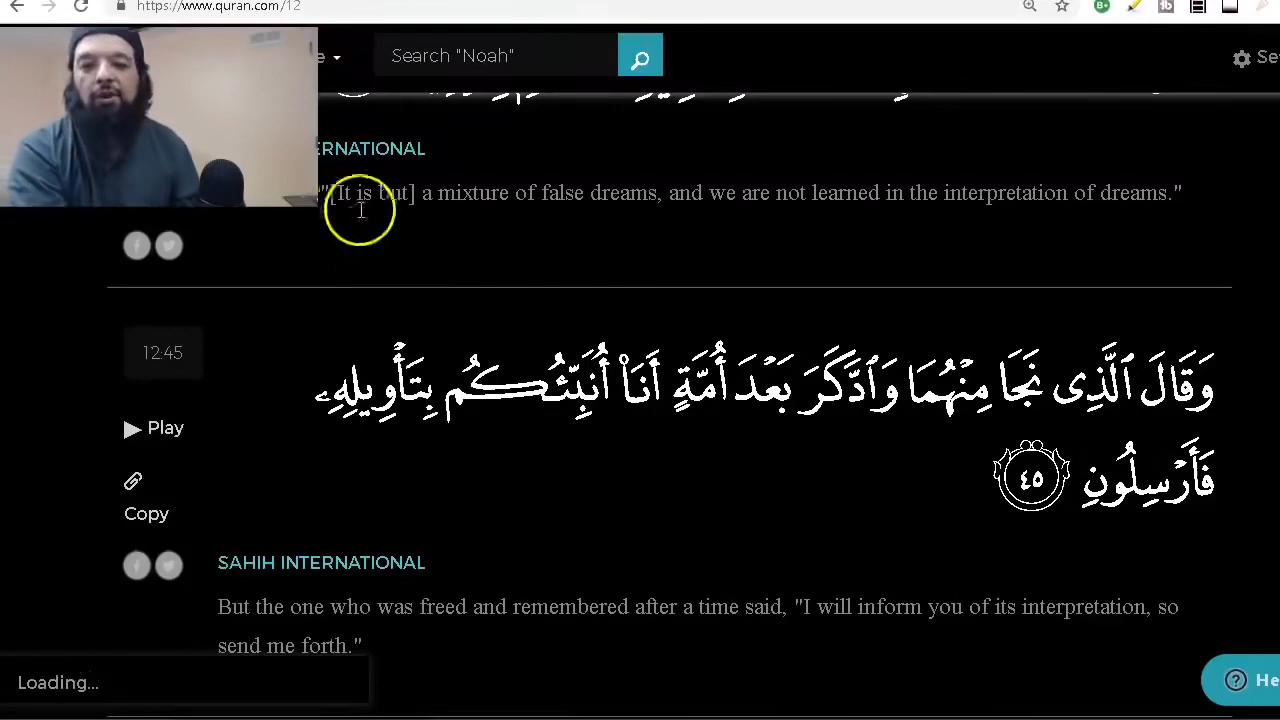 https://www.quran.com/12
Search "Noah"
ERNATIONAL
"[It is but] a mixture of false dreams, and we are not learned in the interpretation of dreams."
12:45
وَقَالَ ٱلَّذِى نَجَا مِنْهُمَا وَٱدَّكَرَ بَعْدَ أُمَّةٍ أَنَا۠ أُنَبِّئُكُم بِتَأْوِيلِهِۦ
فَأَرْسِلُونِ ٤٥
Play
Copy
SAHIH INTERNATIONAL
But the one who was freed and remembered after a time said, "I will inform you of its interpretation, so
send me forth."
Loading...